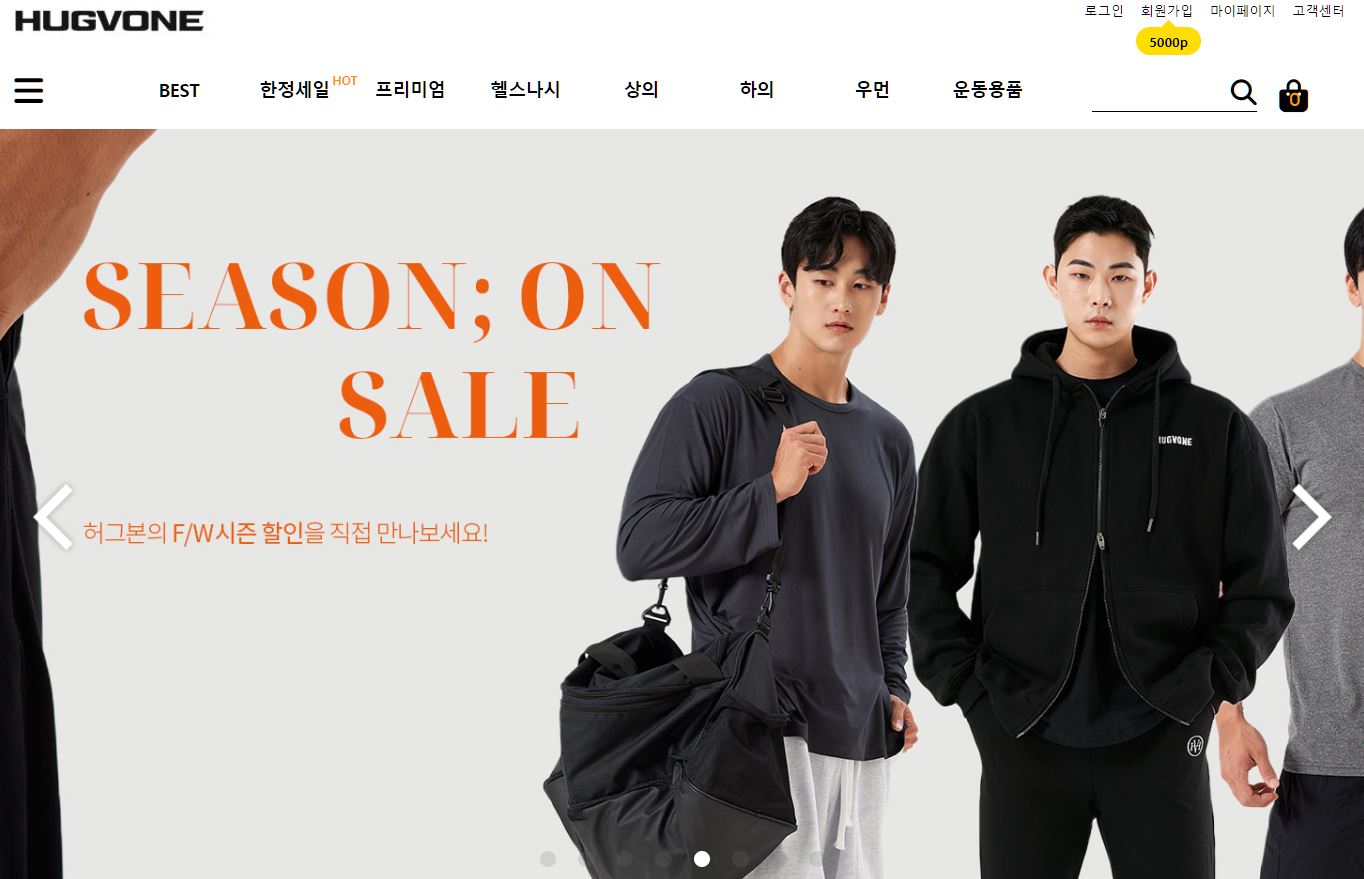 HUGVONE
로그인 회원가입 마이페이지 고객센터
5000p
BEST 한정세일 HOT 프리미엄 헬스나시 상의 하의 우먼 운동용품
0
SEASON; ON
SALE
HUGVONE
허그본의 F/W시즌 할인을 직접 만나보세요!